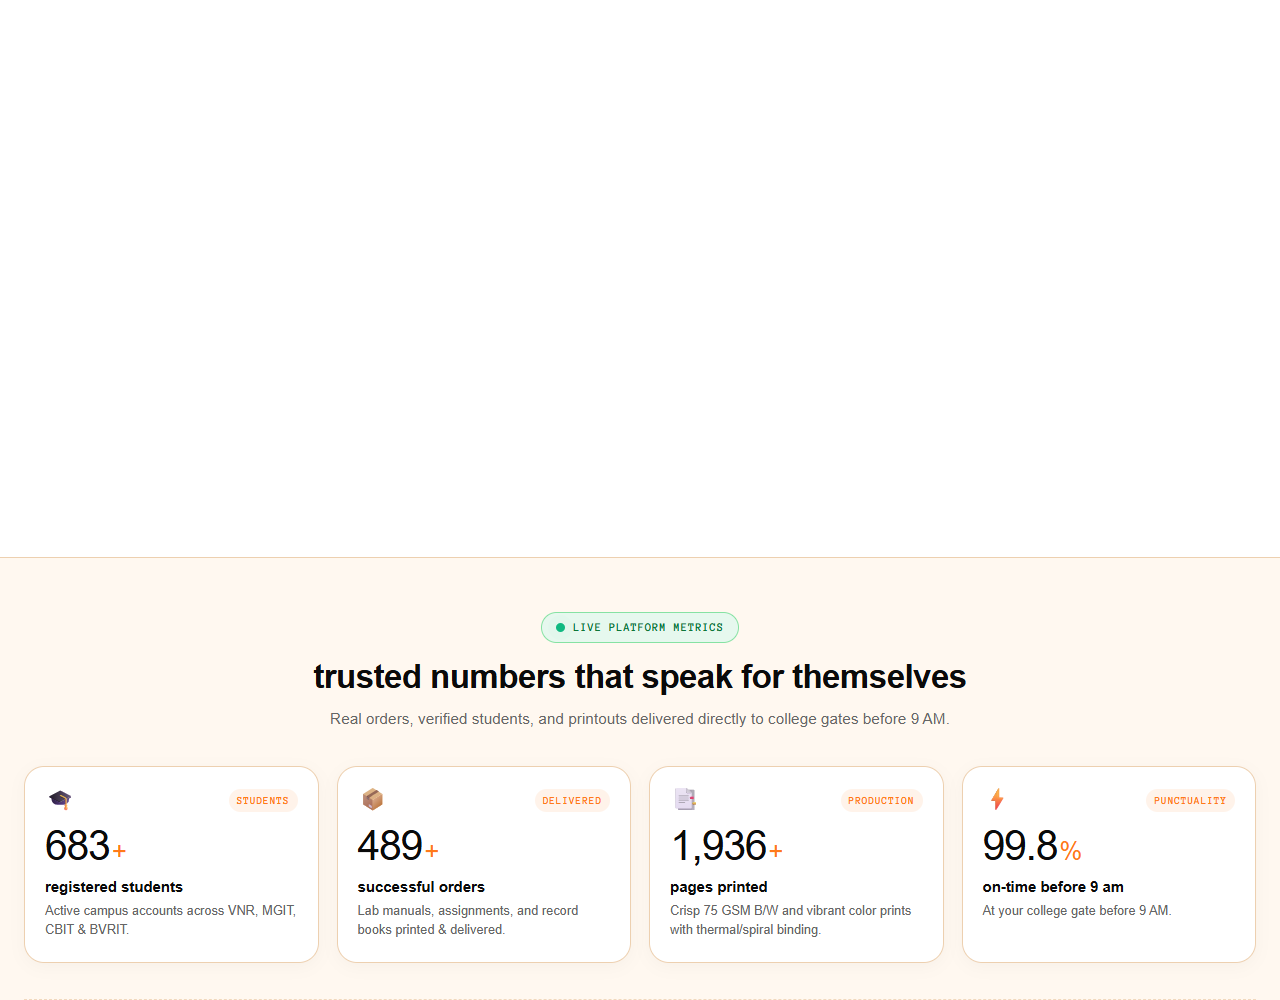 LIVE PLATFORM METRICS
trusted numbers that speak for themselves
Real orders, verified students, and printouts delivered directly to college gates before 9 AM.
STUDENTS
683+
registered students
Active campus accounts across VNR, MGIT,
CBIT & BVRIT.
DELIVERED
489+
successful orders
Lab manuals, assignments, and record
books printed & delivered.
PRODUCTION
1,936+
pages printed
Crisp 75 GSM B/W and vibrant color prints
with thermal/spiral binding.
PUNCTUALITY
99.8%
on-time before 9 am
At your college gate before 9 AM.